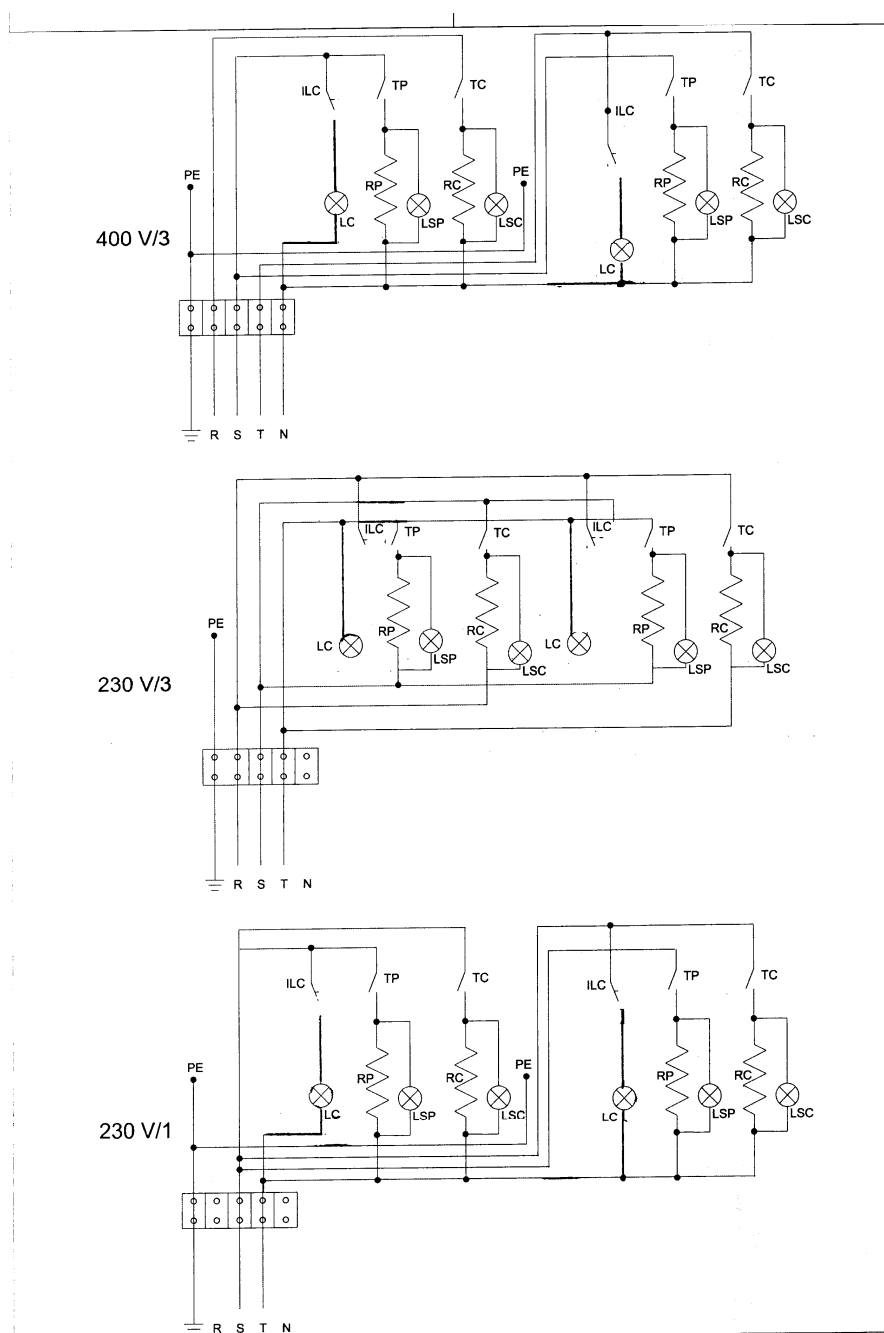 ILC TP TC ILC TP TC
PE RP RC PE RP RC
LC LSP LSC LC LSP LSC
400 V/3
R S T N
ILC TP TC ILC TP TC
PE LC RP LSP RC LSC LC RP LSP RC LSC
230 V/3
R S T N
ILC TP TC ILC TP TC
PE RP RC PE RP RC
LC LSP LSC LC LSP LSC
230 V/1
R S T N